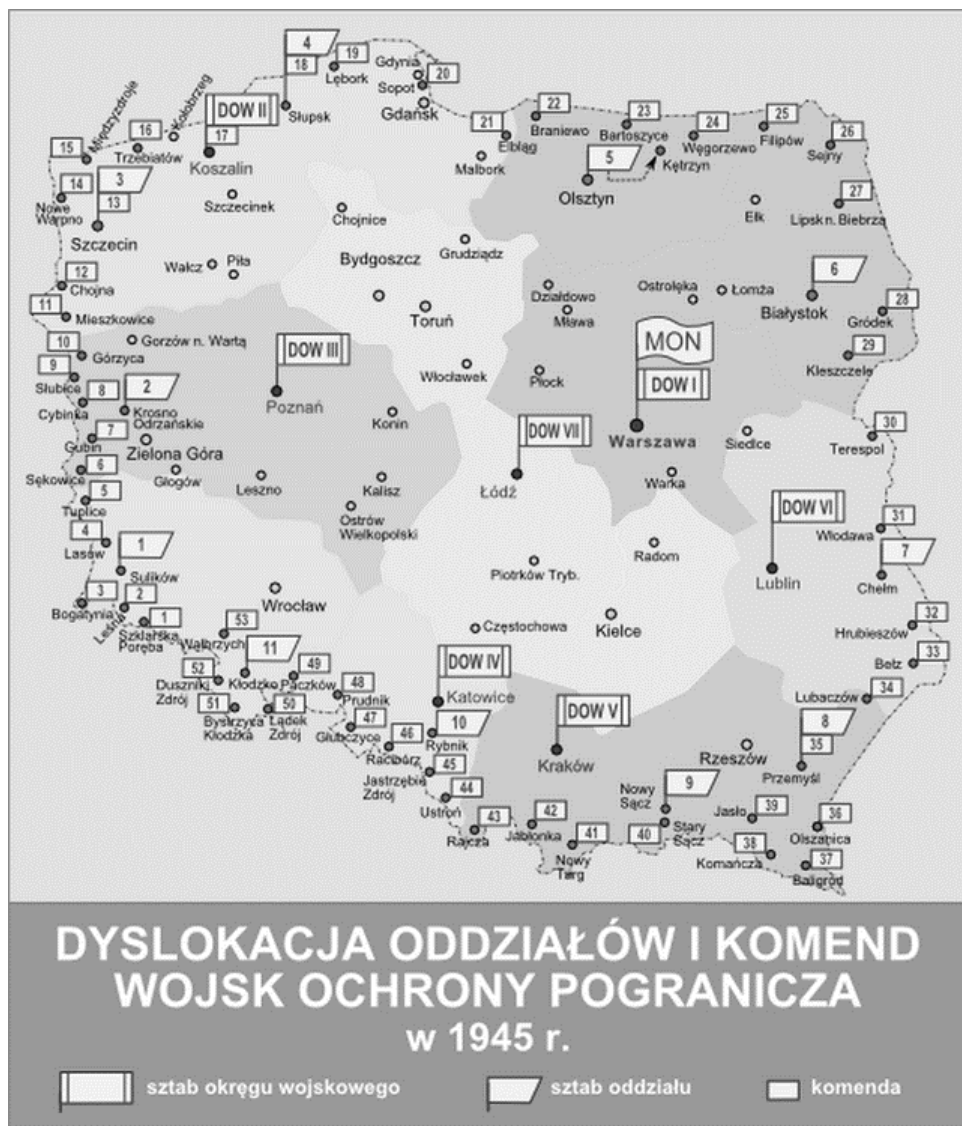 4
18
19
Lębork
Gdynia
Sopot
20
Gdańsk
DOW II
17
Koszalin
Słupsk
Kołobrzeg
Międzyzdroje
16
Trzebiatów
15
14
Nowe
Warpno
3
13
Szczecin
Szczecinek
Chojnice
21
Elbląg
Malbork
22
Braniewo
23
Bartoszyce
24
Węgorzewo
25
Filipów
26
Sejny
5
Kętrzyn
Olsztyn
Ełk
27
Lipsk n. Biebrzą
Wałcz
Piła
Bydgoszcz
Grudziądz
Toruń
12
Chojna
11
Mieszkowice
Działdowo
Mława
Ostrołęka
Łomża
6
Białystok
28
Gródek
29
Kleszczele
10
Górzyca
Gorzów n. Wartą
9
Słubice
8
Cybinka
2
Krosno
Odrzańskie
7
Gubin
Zielona Góra
DOW III
Poznań
Włocławek
Płock
Konin
MON
DOW I
Warszawa
DOW VII
Łódź
Siedlce
Warka
30
Terespol
6
Sękowice
5
Tuplice
Głogów
Leszno
Kalisz
Ostrów
Wielkopolski
4
Lasów
1
Sulików
3
Bogatynia
2
Leśna
1
Szklarska
Poręba
Wrocław
Piotrków Tryb.
Radom
DOW VI
Lublin
31
Włodawa
7
Chełm
32
Hrubieszów
33
Bełz
34
Lubaczów
Częstochowa
Kielce
53
Wałbrzych
11
Kłodzko
52
Duszniki
Zdrój
51
Bystrzyca
Kłodzka
49
Paczków
50
Lądek
Zdrój
48
Prudnik
47
Głubczyce
46
Racibórz
DOW IV
Katowice
10
Rybnik
45
Jastrzębie
Zdrój
44
Ustroń
43
Rajcza
DOW V
Kraków
42
Jabłonka
41
Nowy
Targ
9
Nowy
Sącz
40
Stary
Sącz
Rzeszów
8
35
Przemyśl
39
Jasło
38
Komańcza
36
Olszanica
37
Baligród
DYSLOKACJA ODDZIAŁÓW I KOMEND
WOJSK OCHRONY POGRANICZA
w 1945 r.
sztab okręgu wojskowego
sztab oddziału
komenda